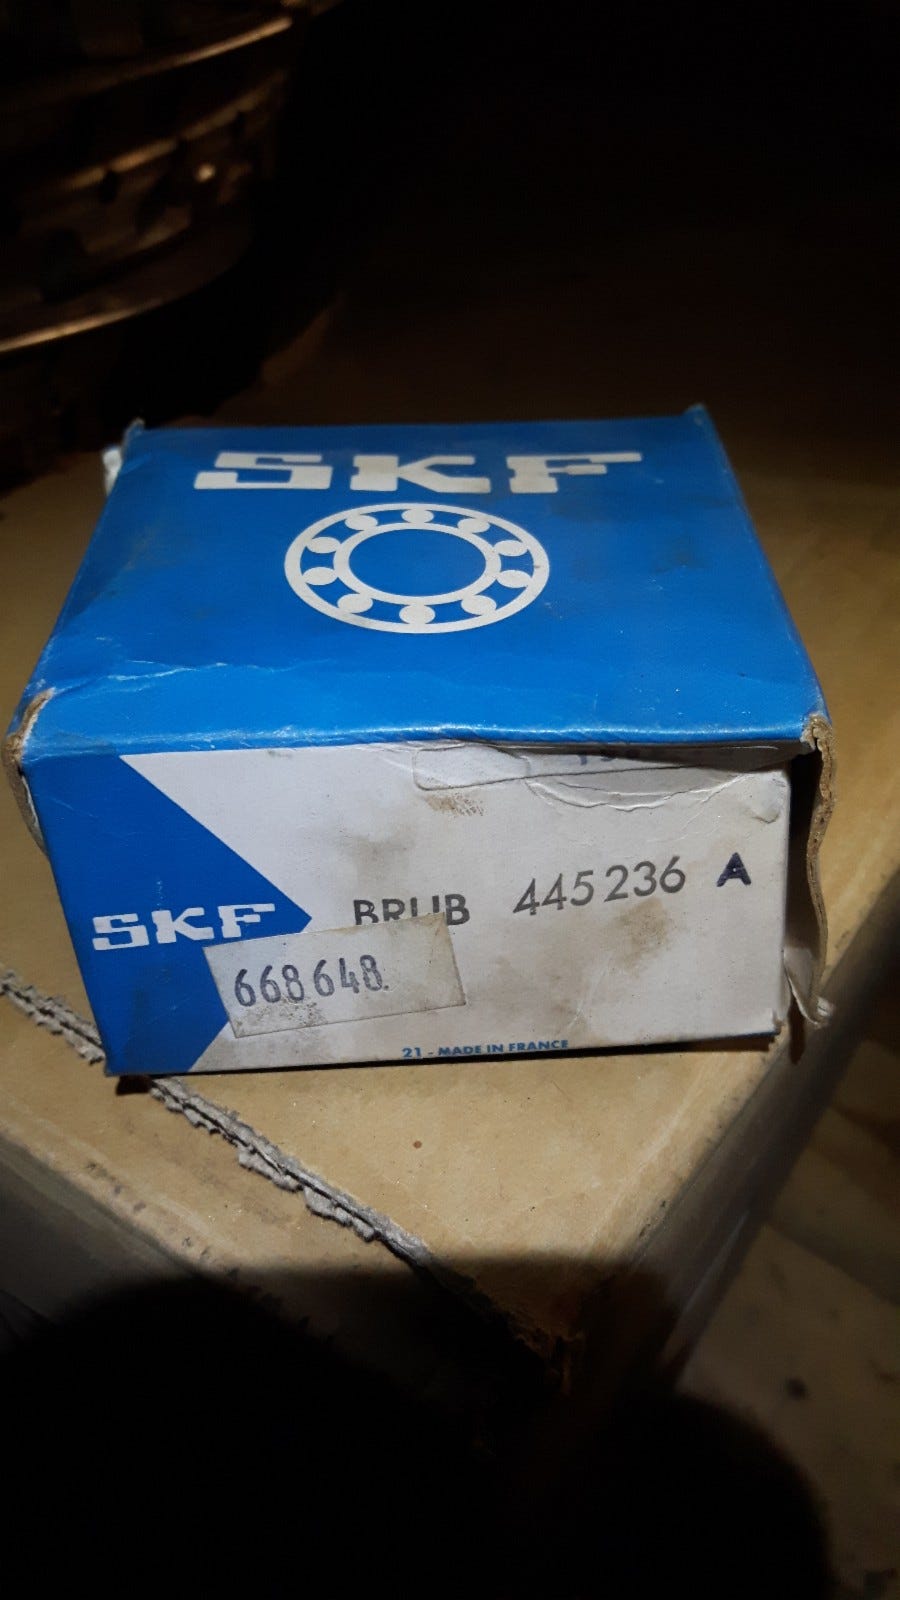 SKF
BRUB 445236 A
SKF
668648.
21 - MADE IN FRANCE